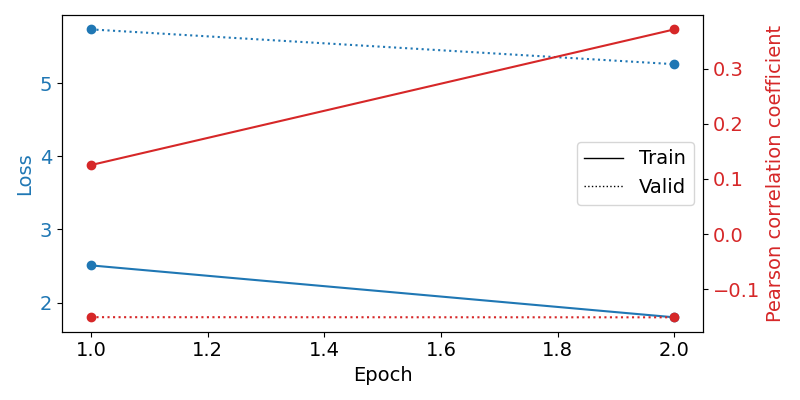 5
4
3
2
Loss
1.0 1.2 1.4 1.6 1.8 2.0
Epoch
Train
Valid
0.3
0.2
0.1
0.0
−0.1
Pearson correlation coefficient